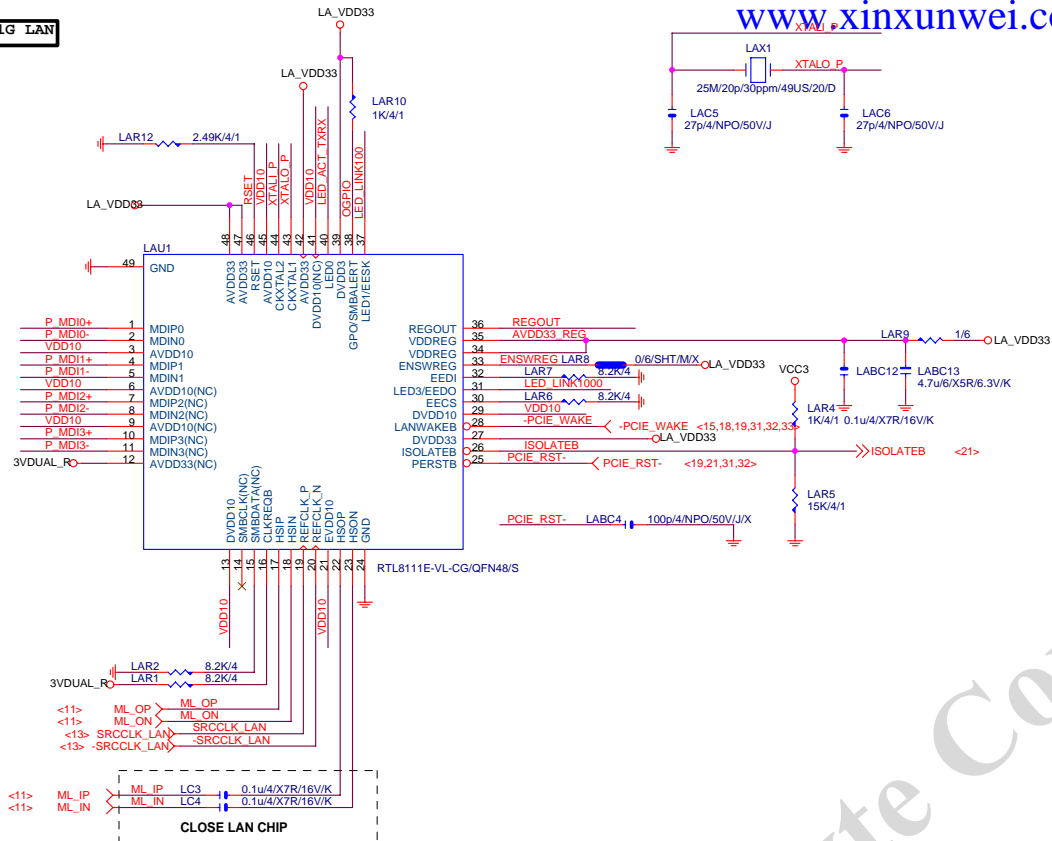 1G LAN
www.xinxunwei.co
LA_VDD33
XTALI_P
LAX1
XTALO_P
25M/20p/30ppm/49US/20/D
LAC5
27p/4/NPO/50V/J
LAC6
27p/4/NPO/50V/J
LA_VDD33
LAR10
1K/4/1
LAR12 2.49K/4/1
LA_VDD33
RSET
VDD10
XTALI_P
XTALO_P
VDD10
LED_ACT_TXRX
OGPIO
LED_LINK100
48 47 46 45 44 43 42 41 40 39 38 37
LAU1
49 GND
AVDD33
AVDD33
RSET
AVDD10
CKXTAL2
CKXTAL1
AVDD33
DVDD10(NC)
LED0
DVDD3
GPO/SMBALERT
LED1/EESK
P_MDI0+ 1 MDIP0
P_MDI0- 2 MDIN0
VDD10 3 AVDD10
P_MDI1+ 4 MDIP1
P_MDI1- 5 MDIN1
VDD10 6 AVDD10(NC)
P_MDI2+ 7 MDIP2(NC)
P_MDI2- 8 MDIN2(NC)
VDD10 9 AVDD10(NC)
P_MDI3+ 10 MDIP3(NC)
P_MDI3- 11 MDIN3(NC)
3VDUAL_R 12 AVDD33(NC)
REGOUT 36 REGOUT
VDDREG 35 AVDD33_REG
VDDREG 34
ENSWREG 33 ENSWREG LAR8 0/6/SHT/M/X LA_VDD33
EEDI 32 LAR7 8.2K/4
LED3/EEDO 31 LED_LINK1000
EECS 30 LAR6 8.2K/4
DVDD10 29 VDD10
LANWAKEB 28 -PCIE_WAKE -PCIE_WAKE <15,18,19,31,32,33>
DVDD33 27 LA_VDD33
ISOLATEB 26
PERSTB 25 PCIE_RST- PCIE_RST- <19,21,31,32>
LAR9 1/6 LA_VDD33
LABC12
0.1u/4/X7R/16V/K
LABC13
4.7u/6/X5R/6.3V/K
VCC3
LAR4
1K/4/1
ISOLATEB <21>
LAR5
15K/4/1
PCIE_RST- LABC4 100p/4/NPO/50V/J/X
DVDD10
SMBCLK(NC)
SMBDATA(NC)
CLKREQB
HSIP
HSIN
REFCLK_P
REFCLK_N
EVDD10
HSOP
HSON
GND
13 14 15 16 17 18 19 20 21 22 23 24
RTL8111E-VL-CG/QFN48/S
VDD10
VDD10
LAR2 8.2K/4
3VDUAL_R LAR1 8.2K/4
<11> ML_OP ML_OP
<11> ML_ON ML_ON
<13> SRCCLK_LAN SRCCLK_LAN
<13> -SRCCLK_LAN -SRCCLK_LAN
<11> ML_IP ML_IP LC3 0.1u/4/X7R/16V/K
<11> ML_IN ML_IN LC4 0.1u/4/X7R/16V/K
CLOSE LAN CHIP